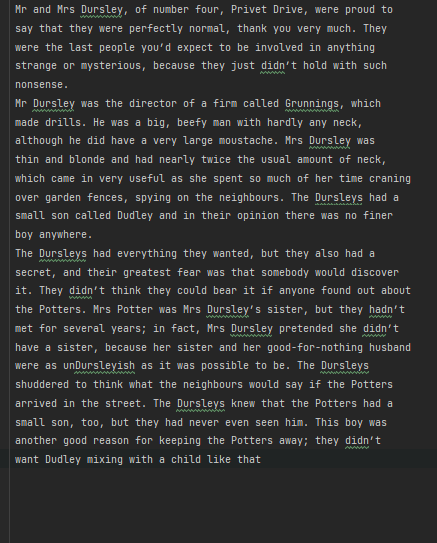 Mr and Mrs Dursley, of number four, Privet Drive, were proud to
say that they were perfectly normal, thank you very much. They
were the last people you’d expect to be involved in anything
strange or mysterious, because they just didn’t hold with such
nonsense.
Mr Dursley was the director of a firm called Grunnings, which
made drills. He was a big, beefy man with hardly any neck,
although he did have a very large moustache. Mrs Dursley was
thin and blonde and had nearly twice the usual amount of neck,
which came in very useful as she spent so much of her time craning
over garden fences, spying on the neighbours. The Dursleys had a
small son called Dudley and in their opinion there was no finer
boy anywhere.
The Dursleys had everything they wanted, but they also had a
secret, and their greatest fear was that somebody would discover
it. They didn’t think they could bear it if anyone found out about
the Potters. Mrs Potter was Mrs Dursley’s sister, but they hadn’t
met for several years; in fact, Mrs Dursley pretended she didn’t
have a sister, because her sister and her good-for-nothing husband
were as unDursleyish as it was possible to be. The Dursleys
shuddered to think what the neighbours would say if the Potters
arrived in the street. The Dursleys knew that the Potters had a
small son, too, but they had never even seen him. This boy was
another good reason for keeping the Potters away; they didn’t
want Dudley mixing with a child like that